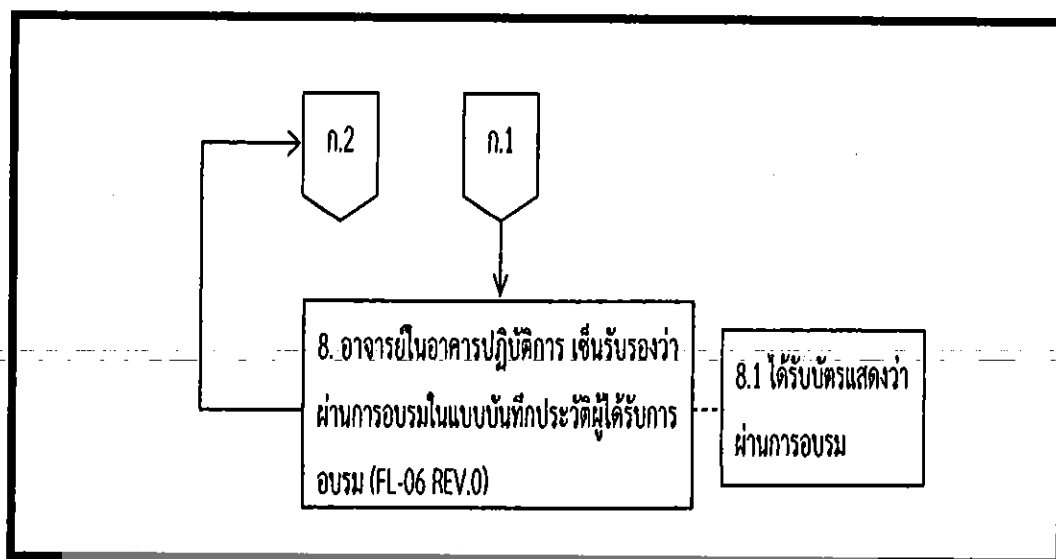 ก.2
ก.1
8. อาจารย์ในอาคารปฏิบัติการ เซ็นรับรองว่า
ผ่านการอบรมในแบบบันทึกประวัติผู้ได้รับการ
อบรม (FL-06 REV.0)
8.1 ได้รับบัตรแสดงว่า
ผ่านการอบรม